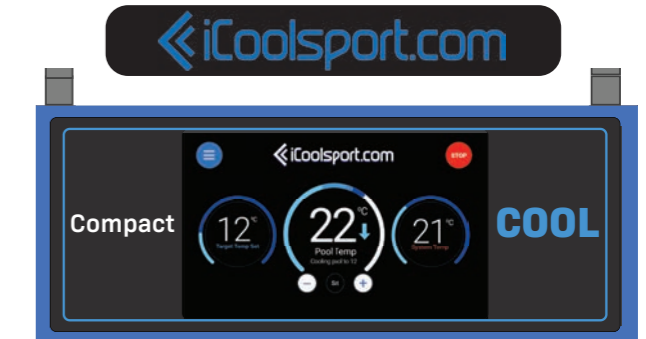 iCoolsport.com
iCoolsport.com
STOP
Compact
12°C
Target Temp Set
22°C
Pool Temp
Cooling pool to 12
21°C
System Temp
COOL
− Set +